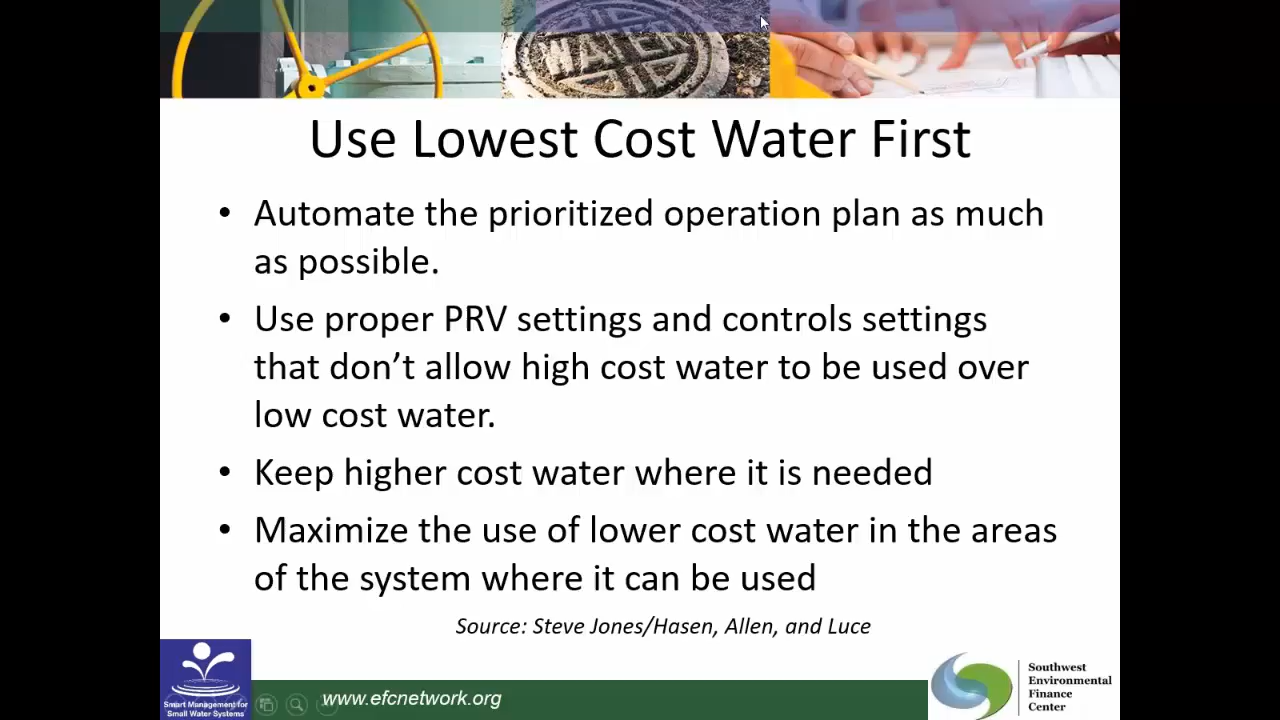 WATER
Use Lowest Cost Water First
• Automate the prioritized operation plan as much
as possible.
• Use proper PRV settings and controls settings
that don’t allow high cost water to be used over
low cost water.
• Keep higher cost water where it is needed
• Maximize the use of lower cost water in the areas
of the system where it can be used
Source: Steve Jones/Hasen, Allen, and Luce
Smart Management for
Small Water Systems
www.efcnetwork.org
Southwest
Environmental
Finance
Center